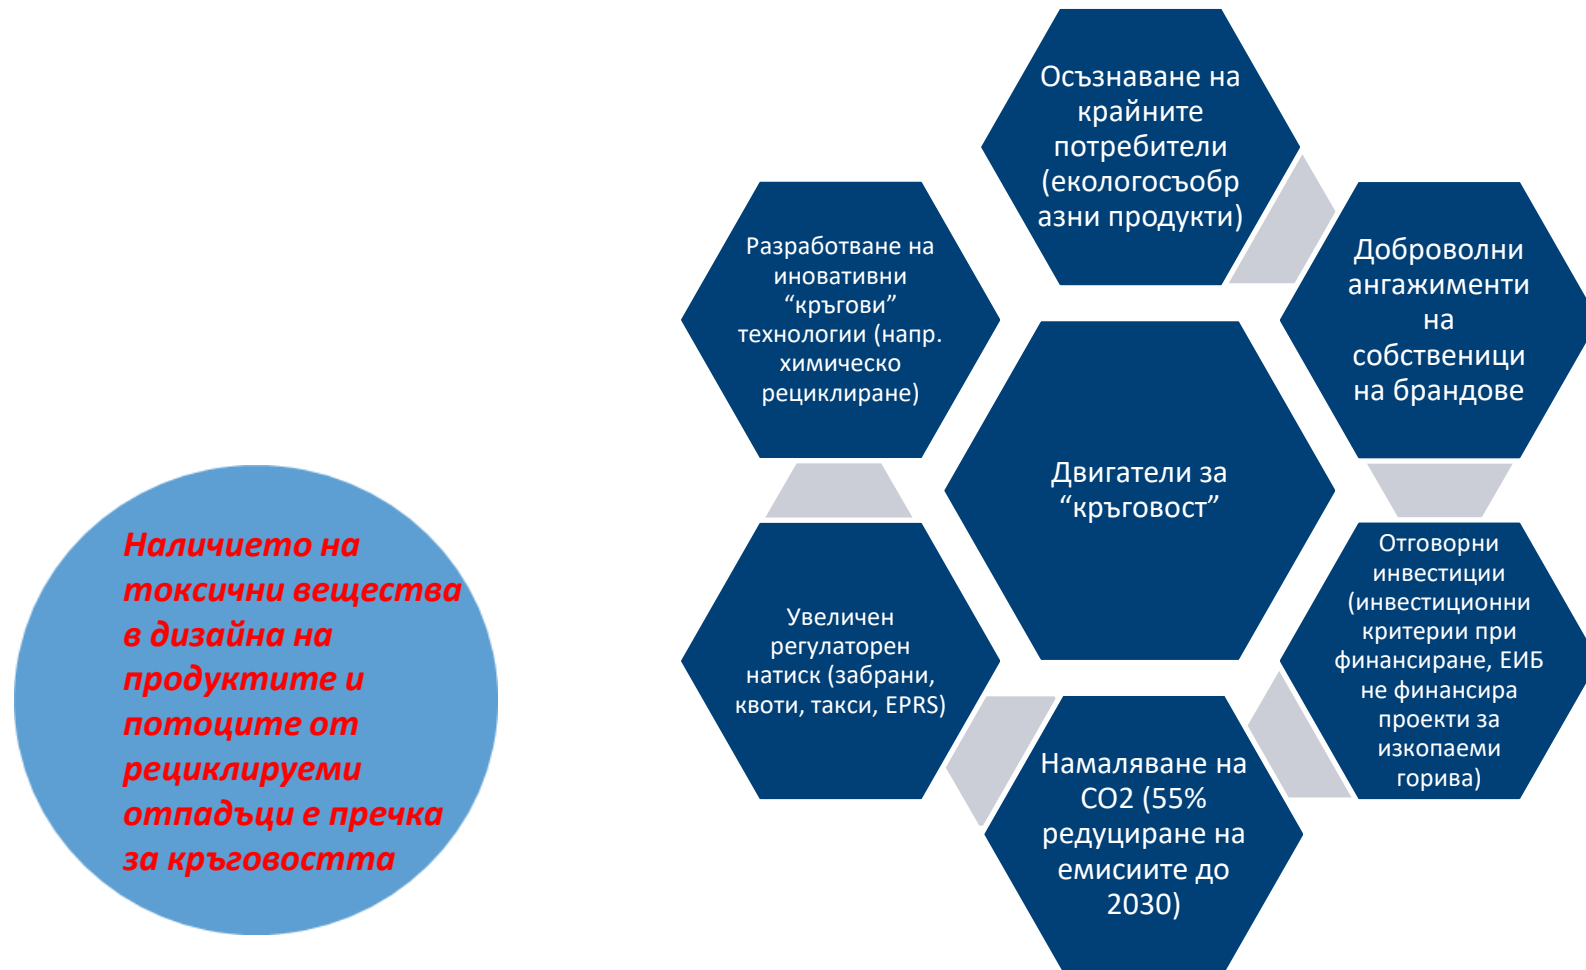 Осъзнаване на
крайните
потребители
(екологосъобр
азни продукти)
Разработване на
иновативни
“кръгови”
технологии (напр.
химическо
рециклиране)
Доброволни
ангажименти
на
собственици
на брандове
Двигатели за
“кръговост”
Наличието на
токсични вещества
в дизайна на
продуктите и
потоците от
рециклируеми
отпадъци е пречка
за кръговостта
Увеличен
регулаторен
натиск (забрани,
квоти, такси, EPRS)
Отговорни
инвестиции
(инвестиционни
критерии при
финансиране, ЕИБ
не финансира
проекти за
изкопаеми
горива)
Намаляване на
CO2 (55%
редуциране на
емисиите до
2030)